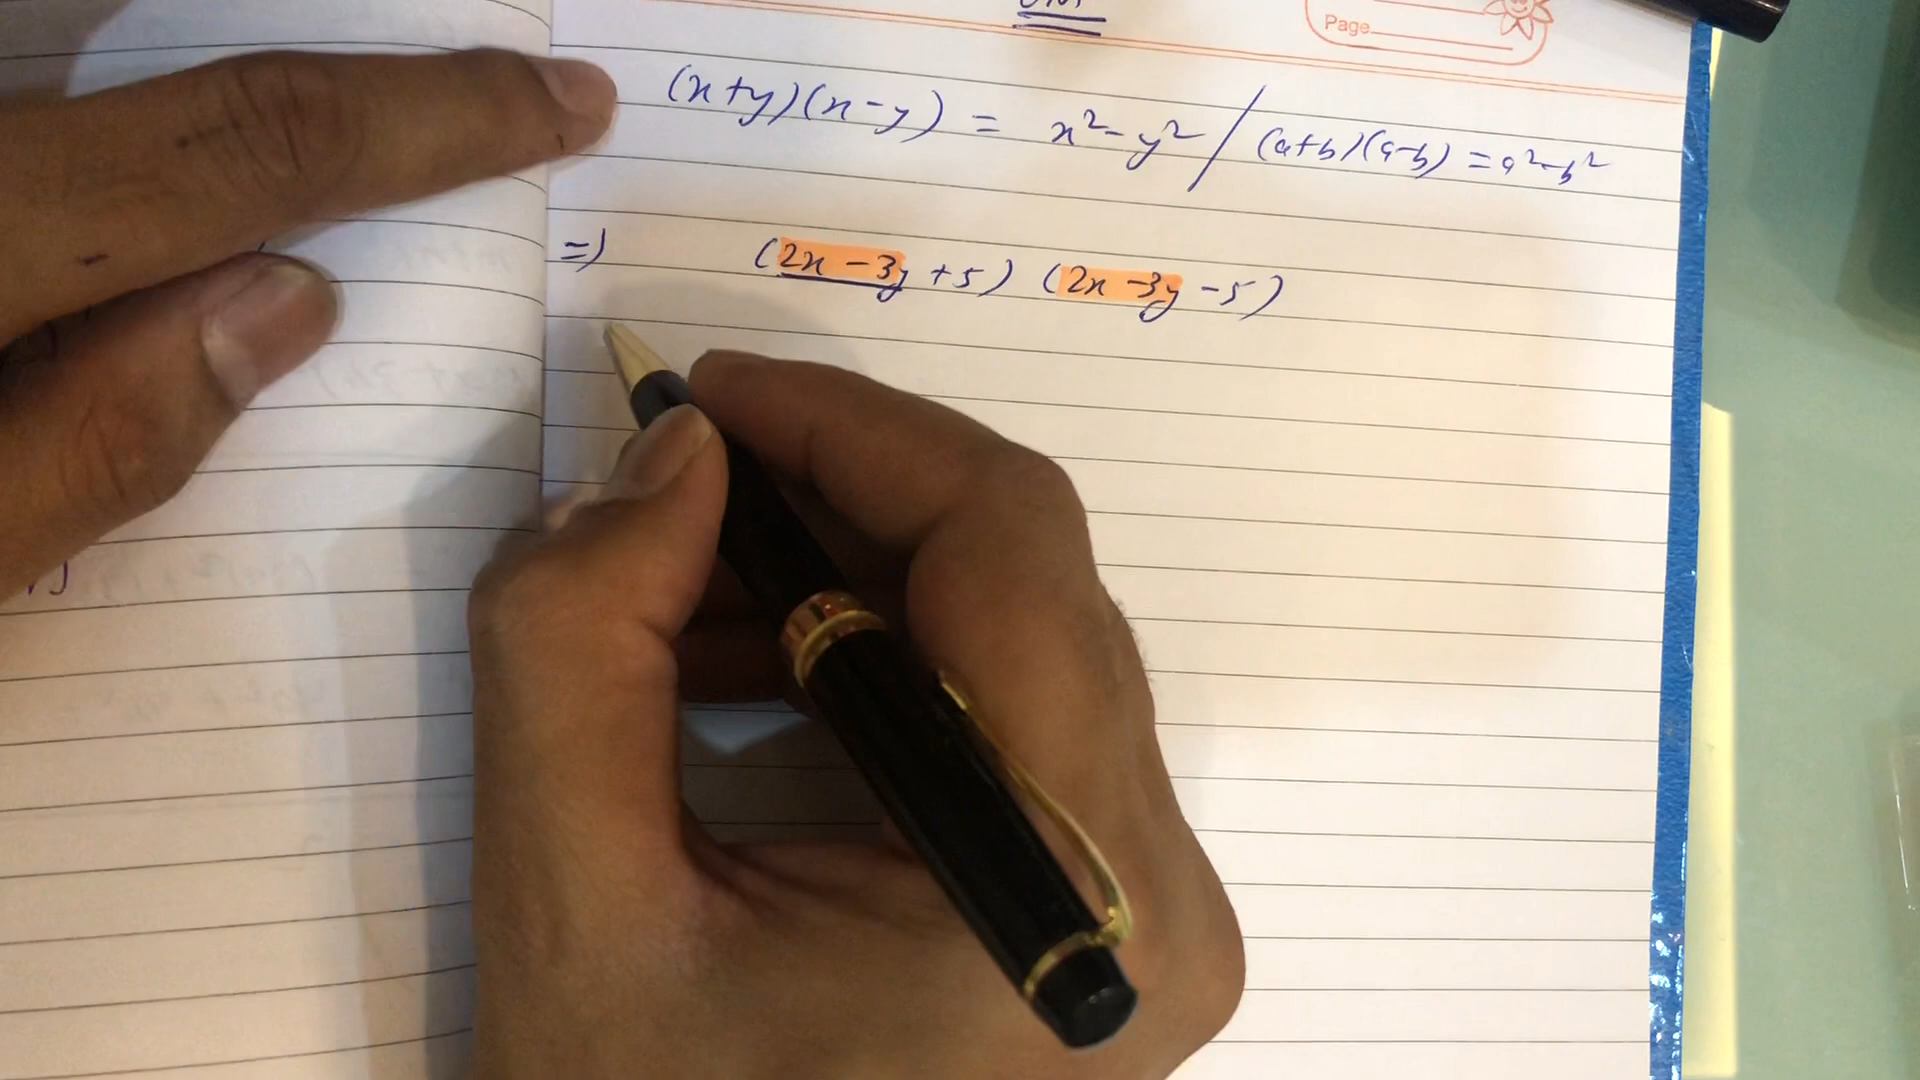 Page
(x+y)(x-y) = x²-y² / (a+b)(a-b) = a²-b²
=) (2x - 3y + 5) (2x - 3y - 5)